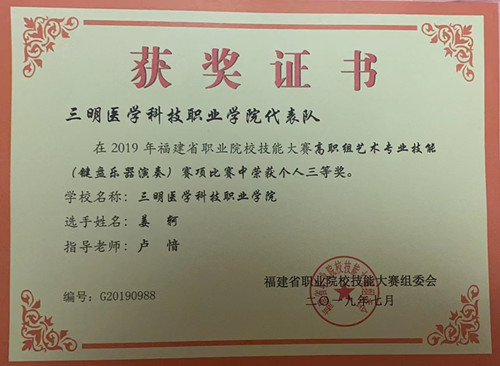 获奖证书
三明医学科技职业学院代表队
在2019年福建省职业院校技能大赛高职组艺术专业技能
（键盘乐器演奏）赛项比赛中荣获个人三等奖。
学校名称：三明医学科技职业学院
选手姓名：姜 轲
指导老师：卢 愔
福建省职业院校技能大赛组委会
二〇一九年七月
编号：G20190988